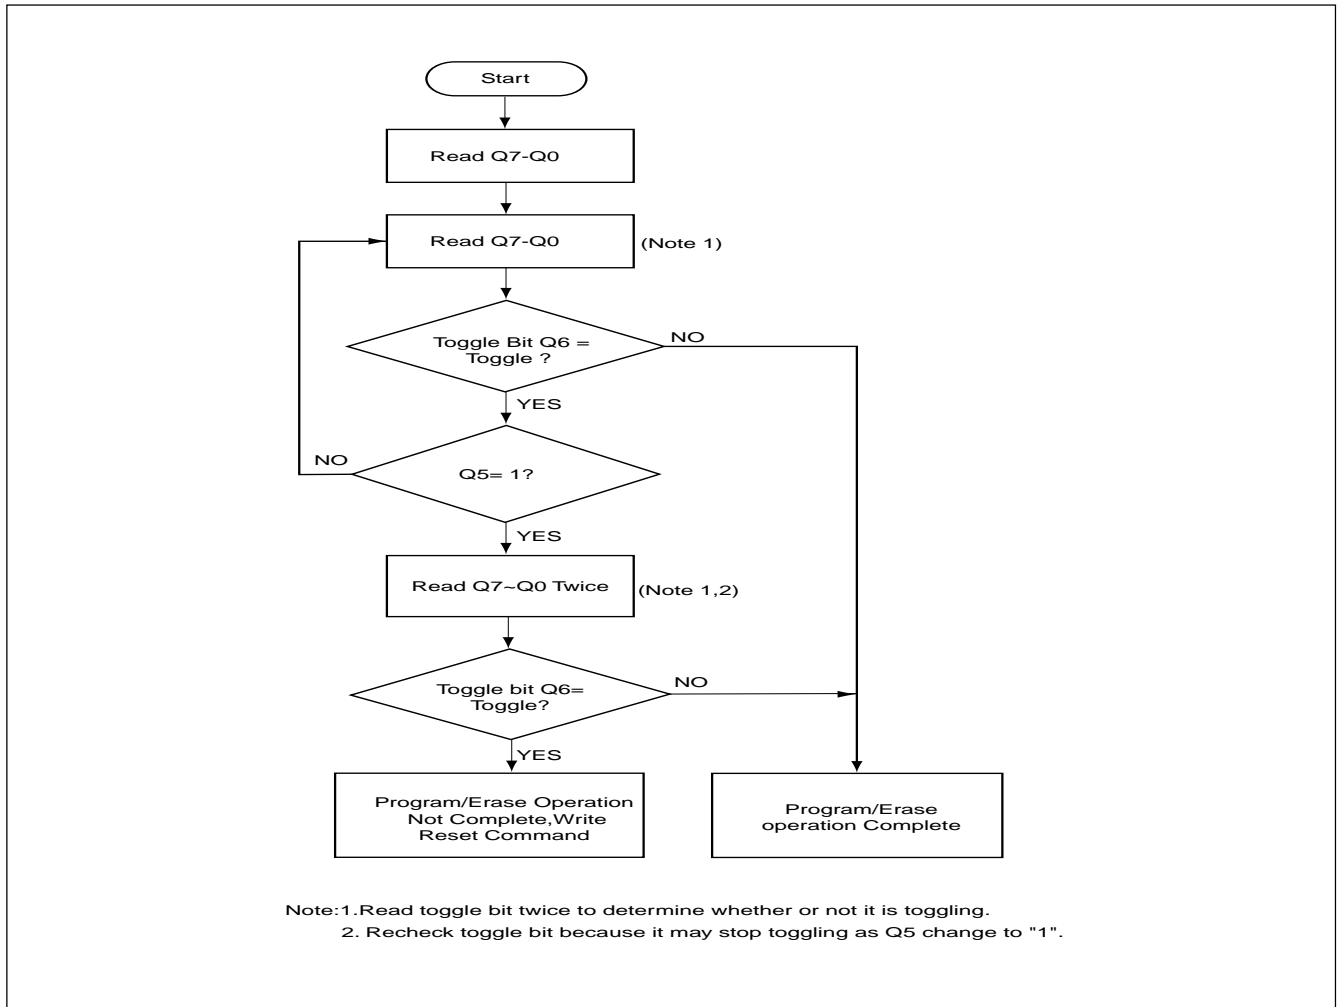 Start
Read Q7-Q0
Read Q7-Q0
(Note 1)
Toggle Bit Q6 =
Toggle ?
NO
YES
Q5= 1?
NO
YES
Read Q7~Q0 Twice
(Note 1,2)
Toggle bit Q6=
Toggle?
NO
YES
Program/Erase Operation
Not Complete,Write
Reset Command
Program/Erase
operation Complete
Note:1.Read toggle bit twice to determine whether or not it is toggling.
2. Recheck toggle bit because it may stop toggling as Q5 change to "1".